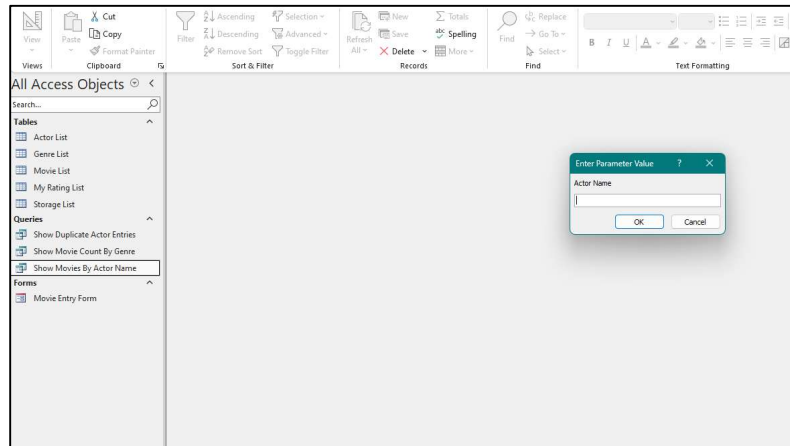 View
Paste
Cut
Copy
Format Painter
Filter
Ascending
Descending
Remove Sort
Selection
Advanced
Toggle Filter
Refresh All
New
Save
Delete
Totals
Spelling
More
Find
Replace
Go To
Select
B I U A
Views
Clipboard
Sort & Filter
Records
Find
Text Formatting
All Access Objects
Search...
Tables
Actor List
Genre List
Movie List
My Rating List
Storage List
Queries
Show Duplicate Actor Entries
Show Movie Count By Genre
Show Movies By Actor Name
Forms
Movie Entry Form
Enter Parameter Value ?
Actor Name
OK Cancel